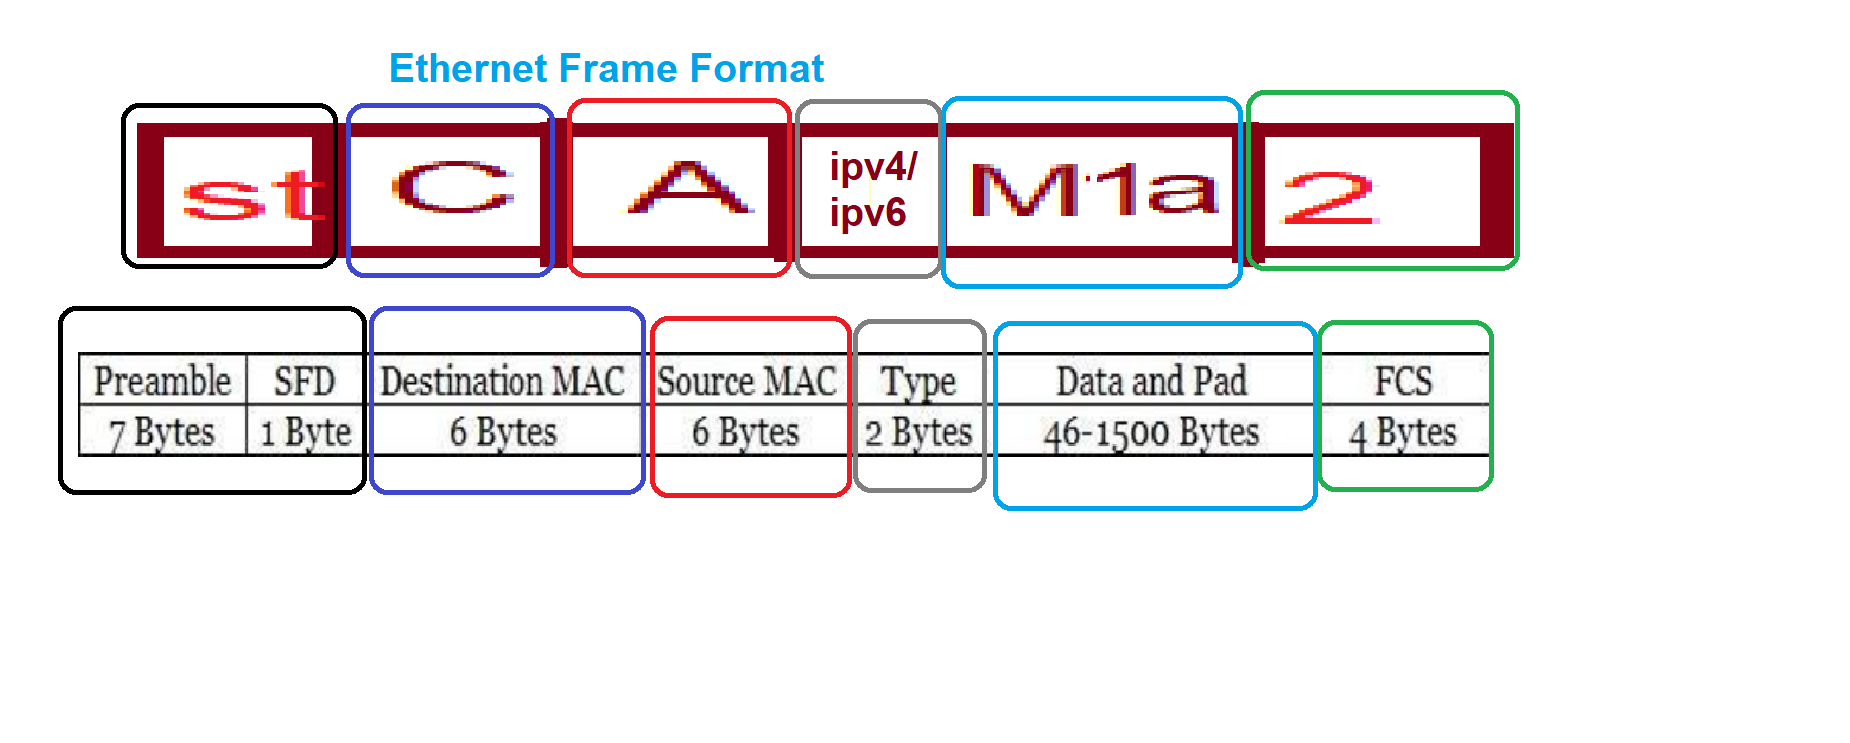 Ethernet Frame Format
st C A ipv4/ M1a 2
ipv6
Preamble SFD Destination MAC Source MAC Type Data and Pad FCS
7 Bytes 1 Byte 6 Bytes 6 Bytes 2 Bytes 46-1500 Bytes 4 Bytes